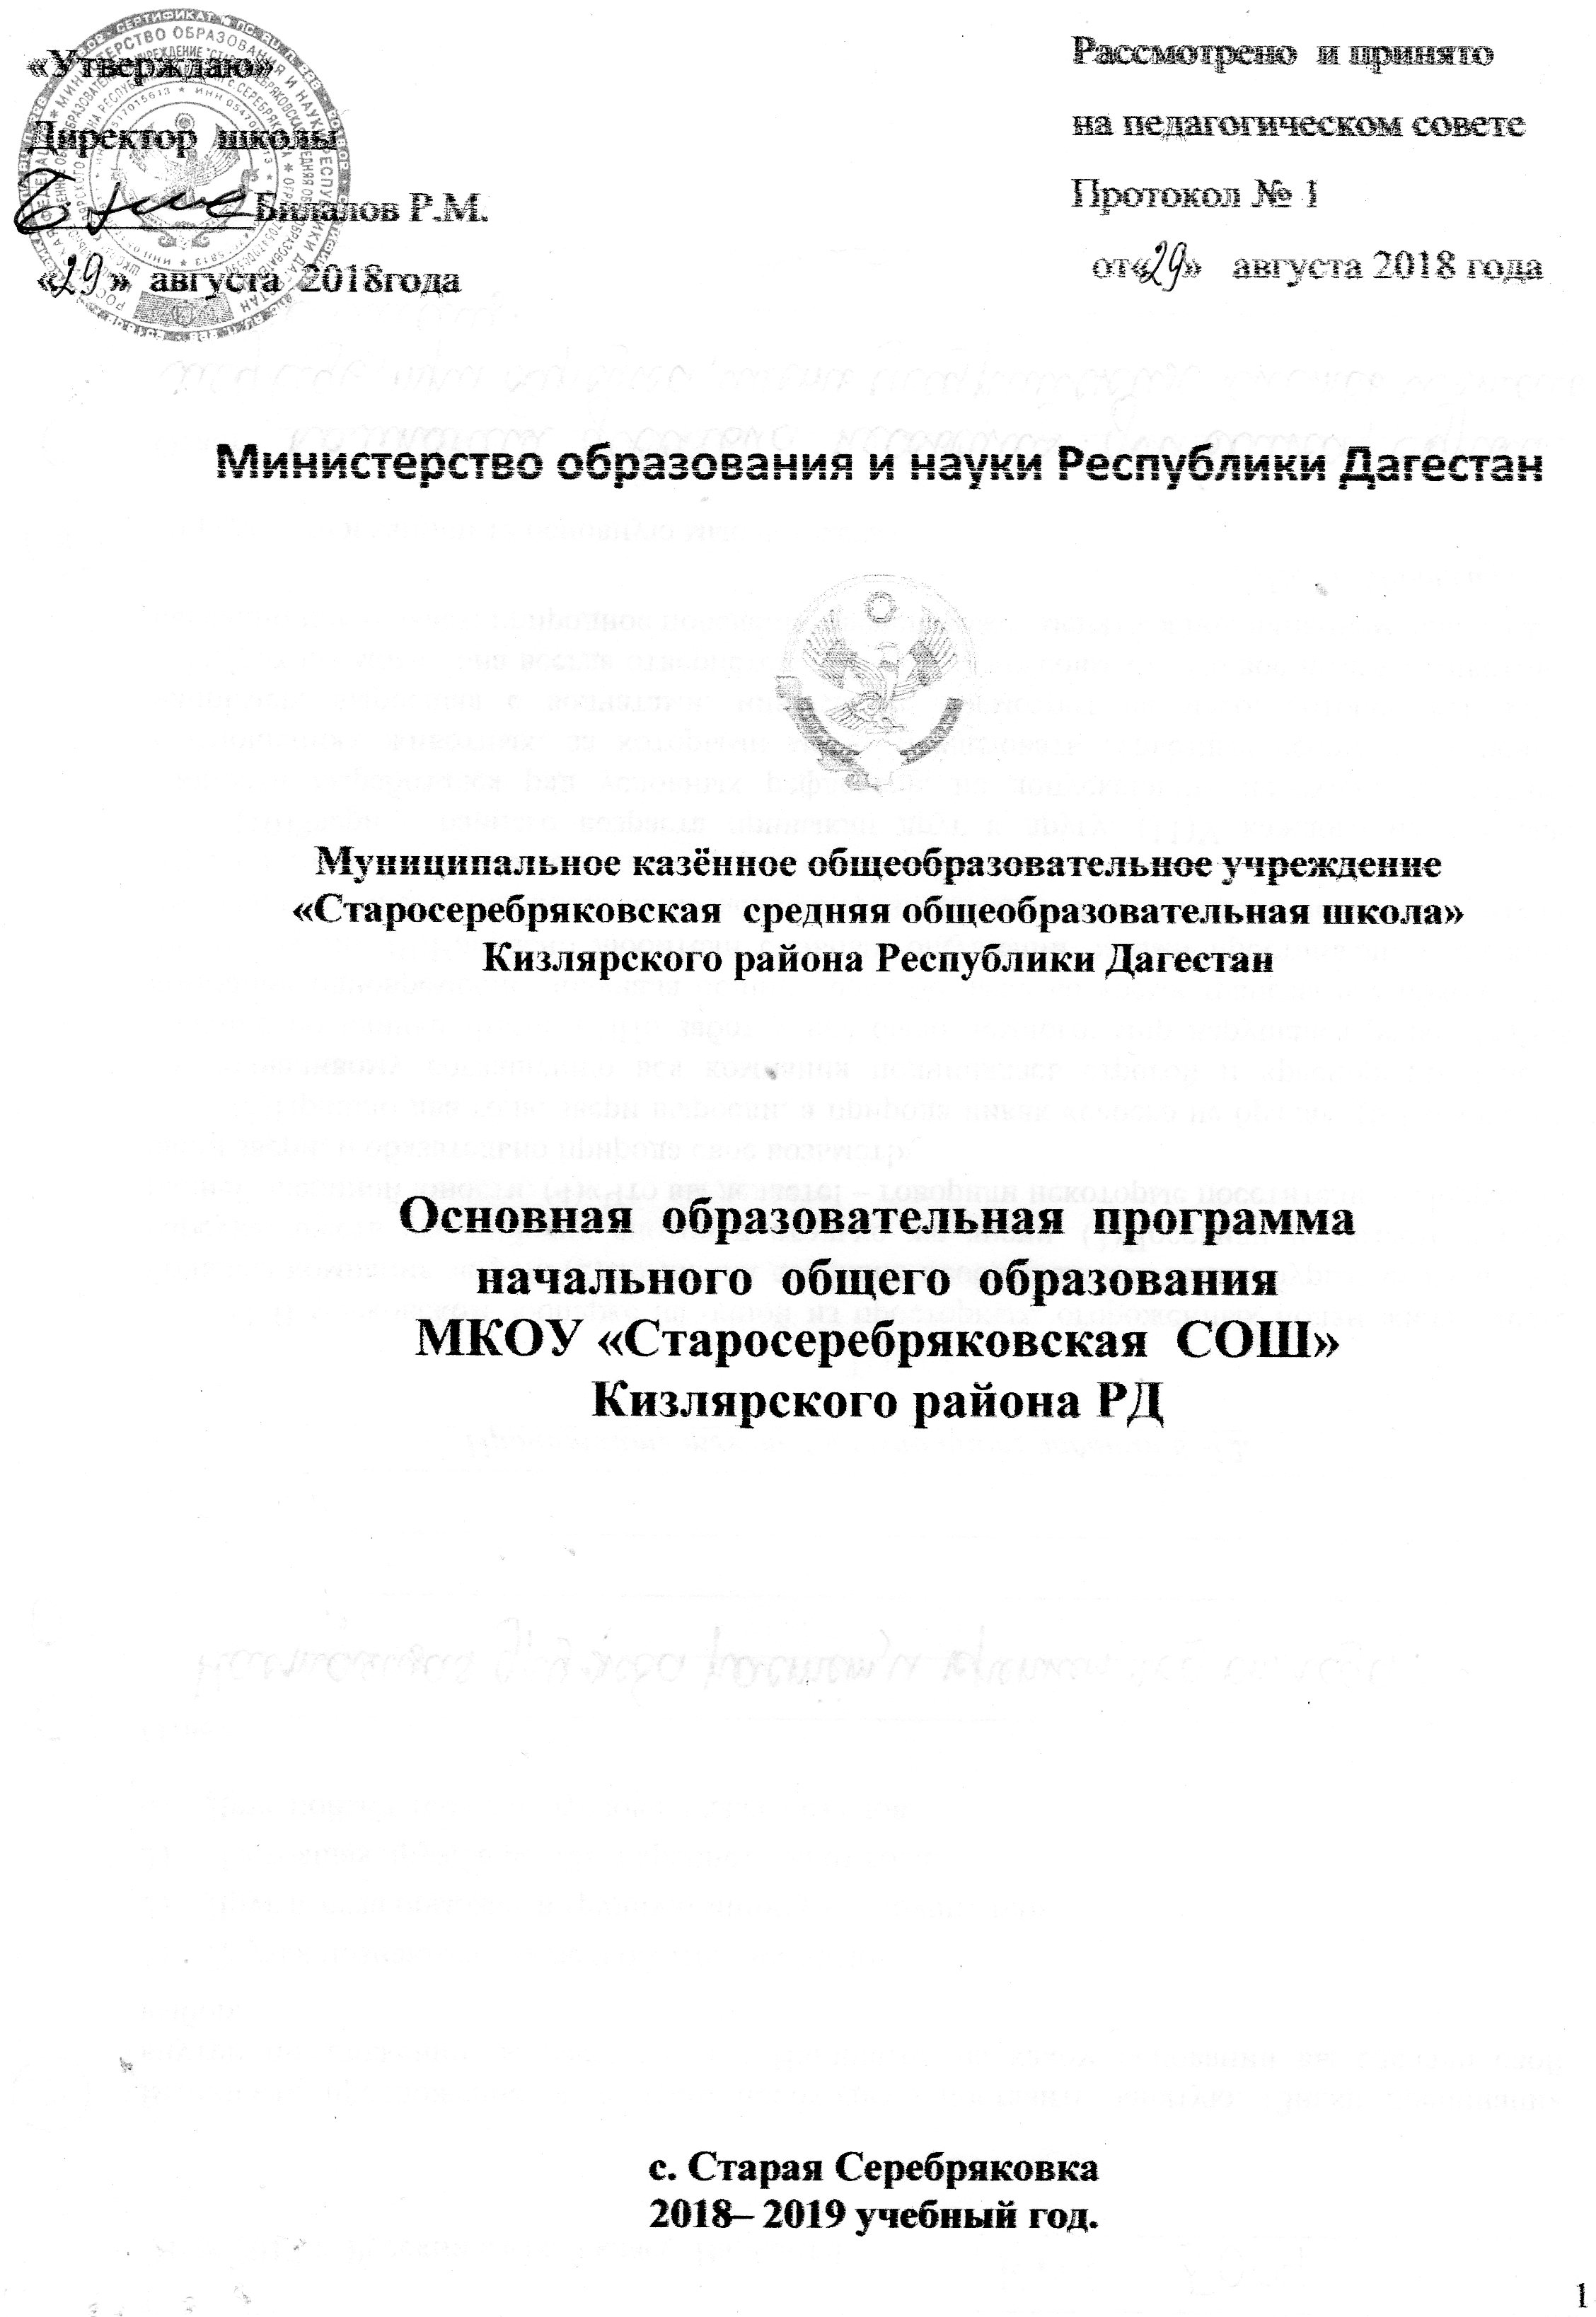 «Утверждаю»
Директор школы
Билалов Р.М.
«29» августа 2018года
Рассмотрено и принято
на педагогическом совете
Протокол № 1
от«29» августа 2018 года
Министерство образования и науки Республики Дагестан
Муниципальное казённое общеобразовательное учреждение
«Старосеребряковская средняя общеобразовательная школа»
Кизлярского района Республики Дагестан
Основная образовательная программа
начального общего образования
МКОУ «Старосеребряковская СОШ»
Кизлярского района РД
с. Старая Серебряковка
2018– 2019 учебный год.
1